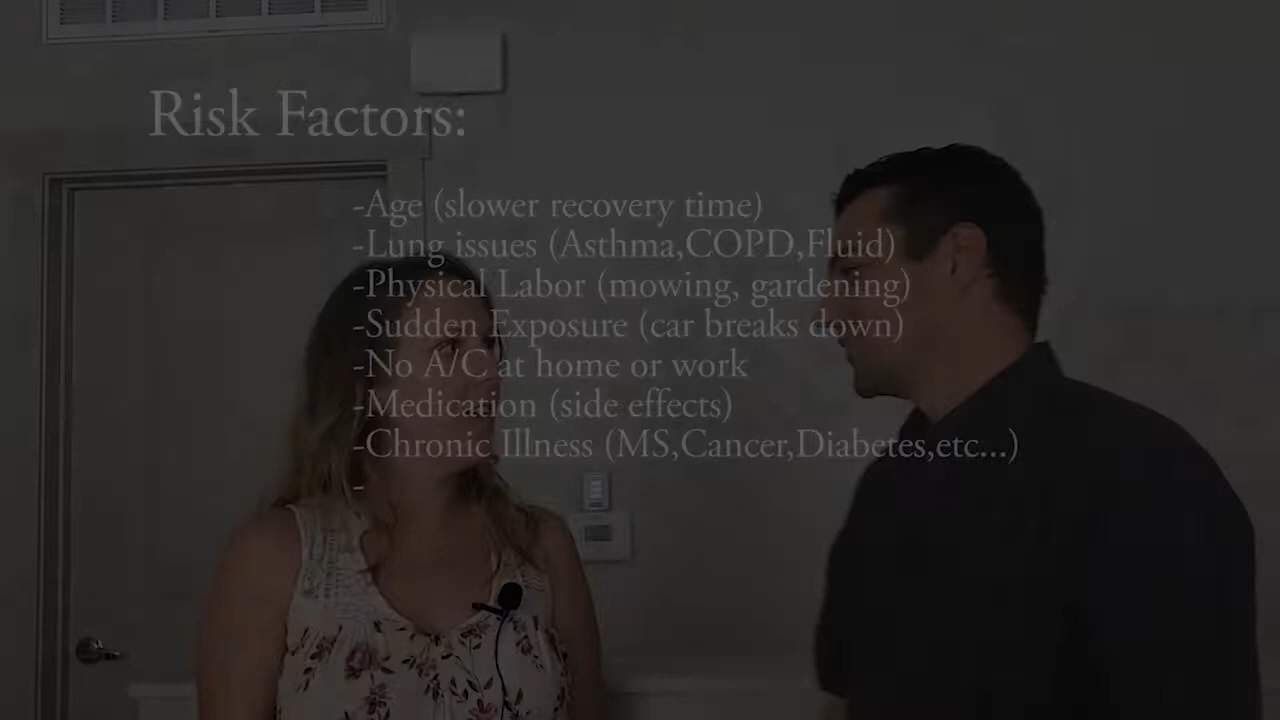 Risk Factors:
-Age (slower recovery time)
-Lung issues (Asthma,COPD,Fluid)
-Physical Labor (mowing, gardening)
-Sudden Exposure (car breaks down)
-No A/C at home or work
-Medication (side effects)
-Chronic Illness (MS,Cancer,Diabetes,etc...)
-